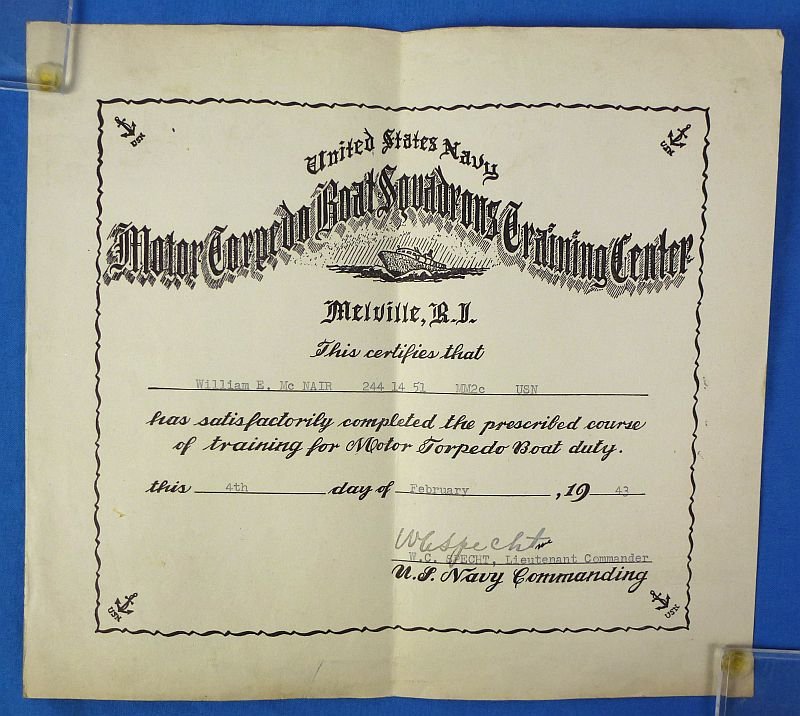 USN
USN
United States Navy
Motor Torpedo Boat Squadrons Training Center
Melville, R.I.
This certifies that
William E. Mc NAIR 244 14 51 MM2c USN
has satisfactorily completed the prescribed course
of training for Motor Torpedo Boat duty.
this 4th day of February, 19 43
WCSpecht
W.C. SPECHT, Lieutenant Commander
U.S. Navy Commanding
USN
USN